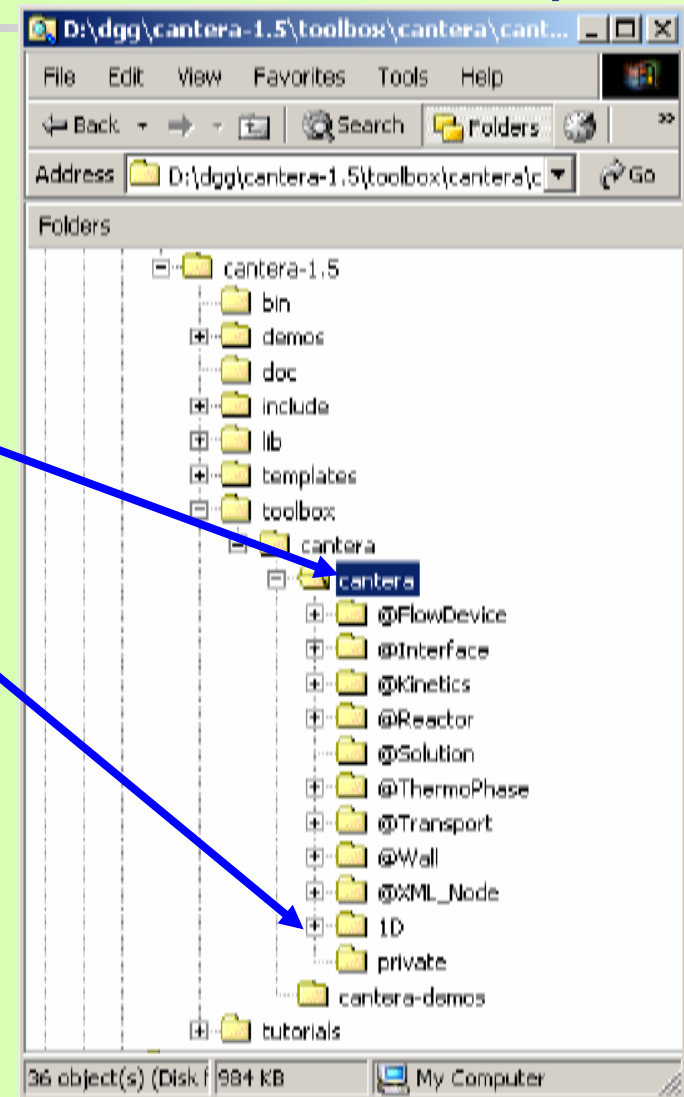 D:\dgg\cantera-1.5\toolbox\cantera\cant...
File Edit View Favorites Tools Help
Back Search Folders »
Address D:\dgg\cantera-1.5\toolbox\cantera\c Go
Folders
cantera-1.5
bin
demos
doc
include
lib
templates
toolbox
cantera
cantera
@FlowDevice
@Interface
@Kinetics
@Reactor
@Solution
@ThermoPhase
@Transport
@Wall
@XML_Node
1D
private
cantera-demos
tutorials
36 object(s) (Disk f 984 KB My Computer